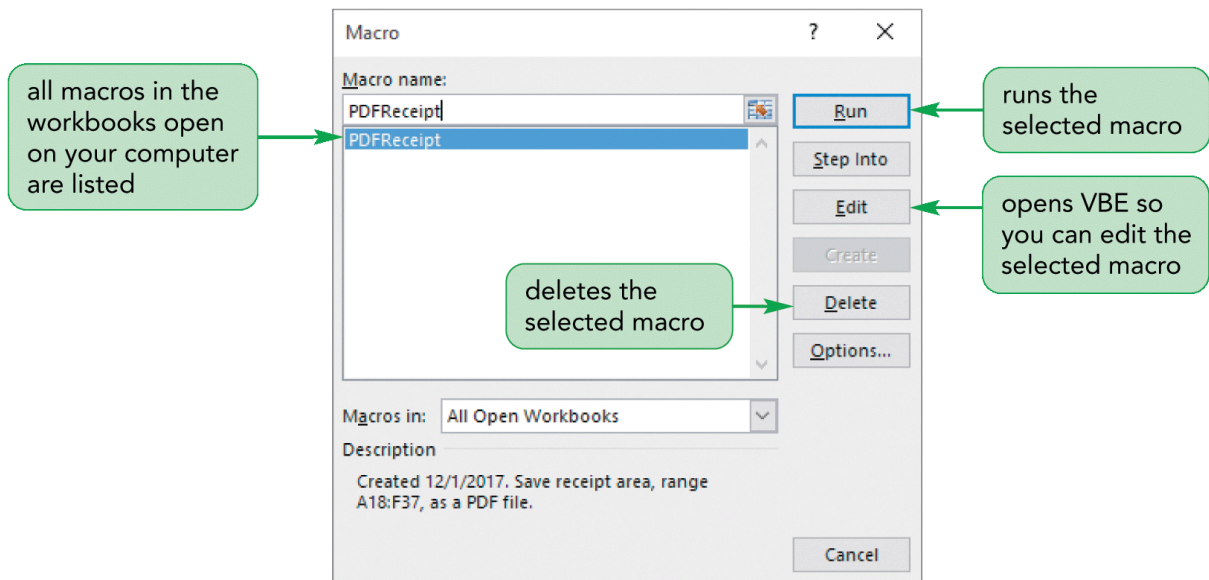 Macro
?
Macro name:
PDFReceipt
PDFReceipt
Run
Step Into
Edit
Create
Delete
Options...
Macros in:
All Open Workbooks
Description
Created 12/1/2017. Save receipt area, range
A18:F37, as a PDF file.
Cancel
all macros in the
workbooks open
on your computer
are listed
runs the
selected macro
opens VBE so
you can edit the
selected macro
deletes the
selected macro